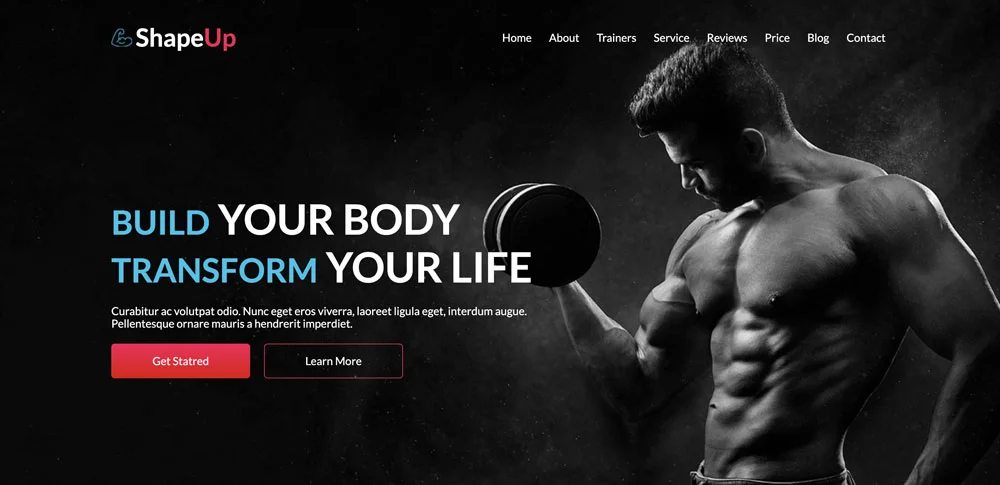 ShapeUp
Home About Trainers Service Reviews Price Blog Contact
BUILD YOUR BODY
TRANSFORM YOUR LIFE
Curabitur ac volutpat odio. Nunc eget eros viverra, laoreet ligula eget, interdum augue.
Pellentesque ornare mauris a hendrerit imperdiet.
Get Statred Learn More